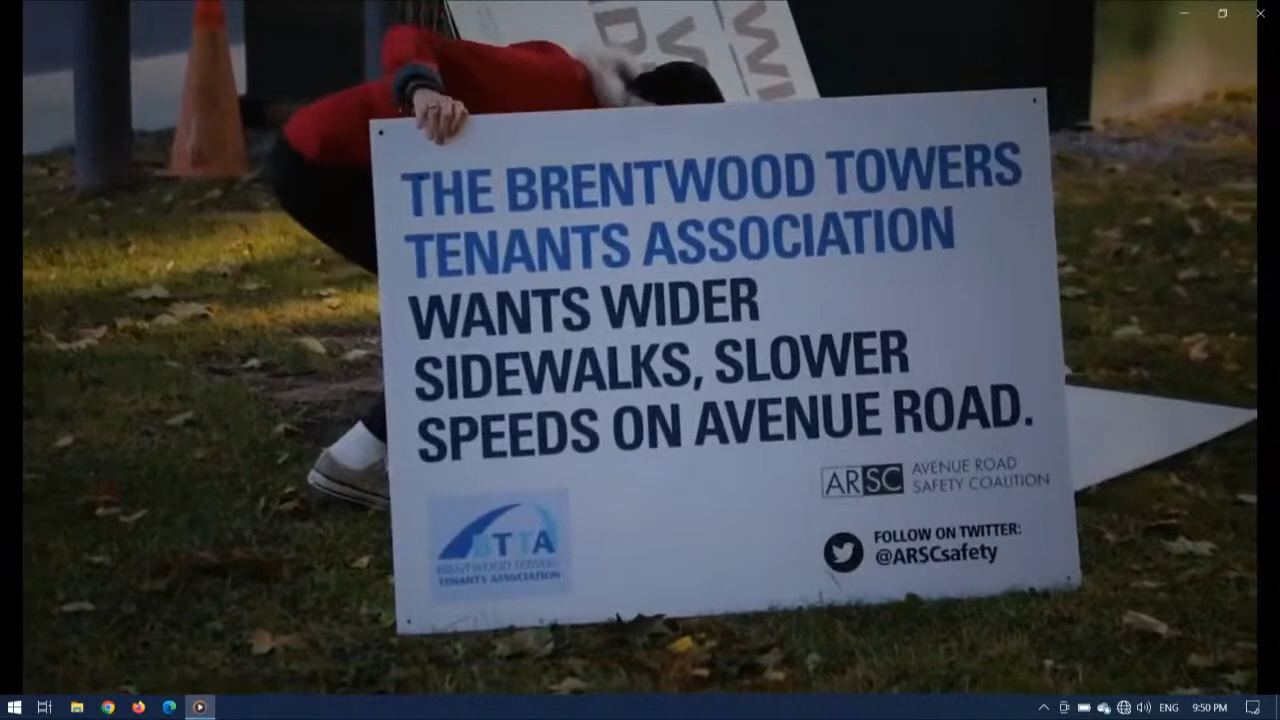 THE BRENTWOOD TOWERS
TENANTS ASSOCIATION
WANTS WIDER
SIDEWALKS, SLOWER
SPEEDS ON AVENUE ROAD.
ARSC AVENUE ROAD
SAFETY COALITION
FOLLOW ON TWITTER:
@ARSCsafety
BTTA
BRENTWOOD TOWERS
TENANTS ASSOCIATION
ENG 9:50 PM